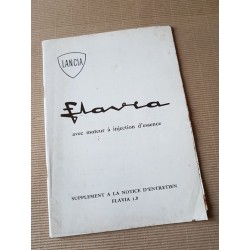 LANCIA
Flavia
avec moteur à injection d'essence
SUPPLEMENT A LA NOTICE D'ENTRETIEN
FLAVIA 1.8